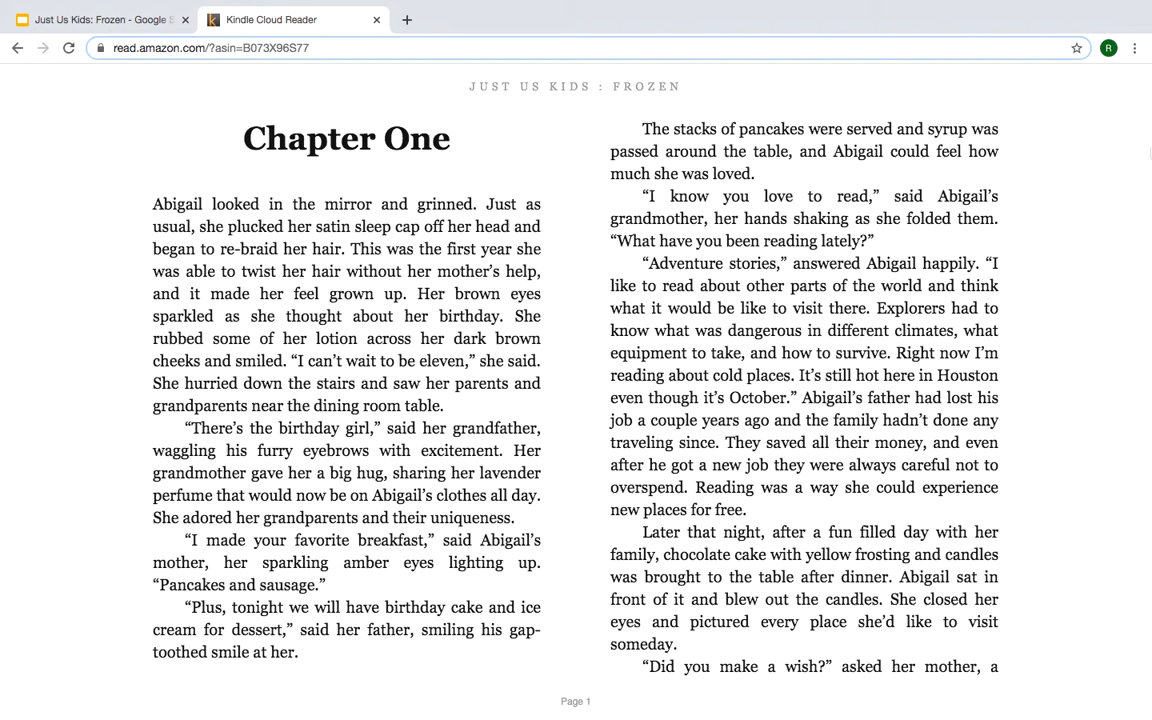 Just Us Kids: Frozen - Google S
Kindle Cloud Reader
read.amazon.com/?asin=B073X96S77
R
JUST US KIDS : FROZEN
Chapter One
Abigail looked in the mirror and grinned. Just as
usual, she plucked her satin sleep cap off her head and
began to re-braid her hair. This was the first year she
was able to twist her hair without her mother’s help,
and it made her feel grown up. Her brown eyes
sparkled as she thought about her birthday. She
rubbed some of her lotion across her dark brown
cheeks and smiled. “I can’t wait to be eleven,” she said.
She hurried down the stairs and saw her parents and
grandparents near the dining room table.
“There’s the birthday girl,” said her grandfather,
waggling his furry eyebrows with excitement. Her
grandmother gave her a big hug, sharing her lavender
perfume that would now be on Abigail’s clothes all day.
She adored her grandparents and their uniqueness.
“I made your favorite breakfast,” said Abigail’s
mother, her sparkling amber eyes lighting up.
“Pancakes and sausage.”
“Plus, tonight we will have birthday cake and ice
cream for dessert,” said her father, smiling his gap-
toothed smile at her.
The stacks of pancakes were served and syrup was
passed around the table, and Abigail could feel how
much she was loved.
“I know you love to read,” said Abigail’s
grandmother, her hands shaking as she folded them.
“What have you been reading lately?”
“Adventure stories,” answered Abigail happily. “I
like to read about other parts of the world and think
what it would be like to visit there. Explorers had to
know what was dangerous in different climates, what
equipment to take, and how to survive. Right now I’m
reading about cold places. It’s still hot here in Houston
even though it’s October.” Abigail’s father had lost his
job a couple years ago and the family hadn’t done any
traveling since. They saved all their money, and even
after he got a new job they were always careful not to
overspend. Reading was a way she could experience
new places for free.
Later that night, after a fun filled day with her
family, chocolate cake with yellow frosting and candles
was brought to the table after dinner. Abigail sat in
front of it and blew out the candles. She closed her
eyes and pictured every place she’d like to visit
someday.
“Did you make a wish?” asked her mother, a
Page 1